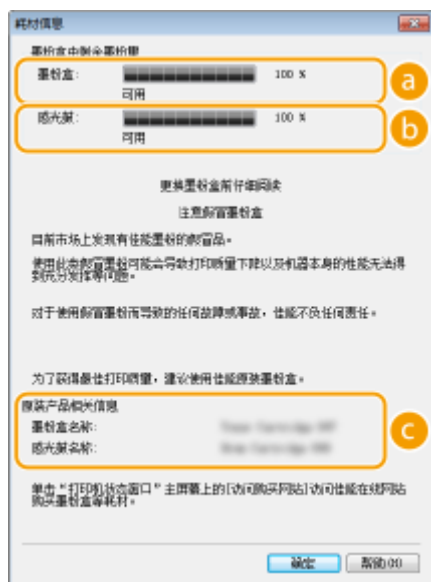 耗材信息
墨粉盒中剩余墨粉量
墨粉盒: 100 %
可用
a
感光鼓: 100 %
可用
b
更换墨粉盒前仔细阅读
注意假冒墨粉盒
目前市场上发现有佳能墨粉的假冒品。
使用此类假冒墨粉可能会导致打印质量下降以及机器本身的性能无法得
到充分发挥等问题。
对于使用假冒墨粉而导致的任何故障或事故，佳能不负任何责任。
为了获得最佳打印质量，建议使用佳能原装墨粉盒。
原装产品相关信息
墨粉盒名称:
感光鼓名称:
c
单击“打印机状态窗口”主屏幕上的[访问购买网站]访问佳能在线网站
购买墨粉盒等耗材。
确定 帮助(H)